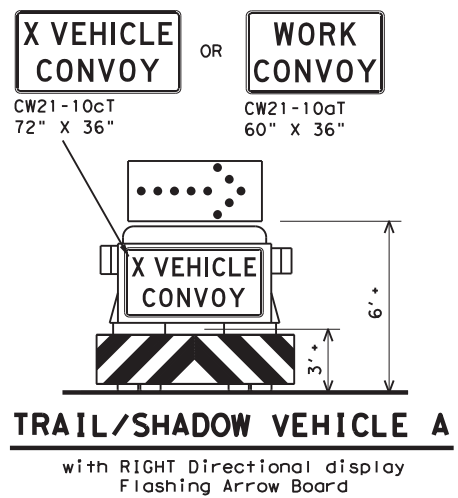 X VEHICLE
CONVOY
OR
WORK
CONVOY
CW21-10cT
72" X 36"
CW21-10aT
60" X 36"
X VEHICLE
CONVOY
6'+
3'+
TRAIL/SHADOW VEHICLE A
with RIGHT Directional display
Flashing Arrow Board